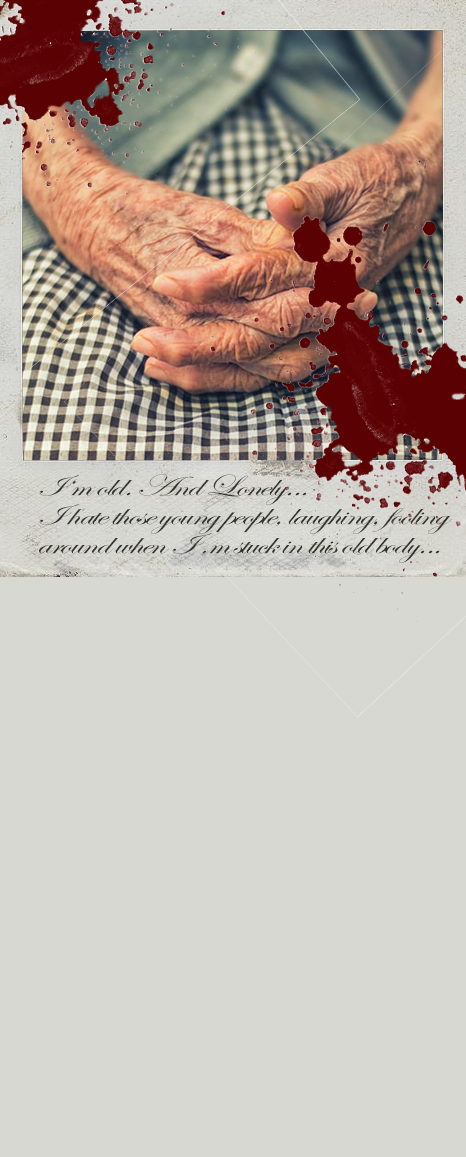 I'm old. And Lonely...
I hate those young people, laughing, fooling
around when I'm stuck in this old body...